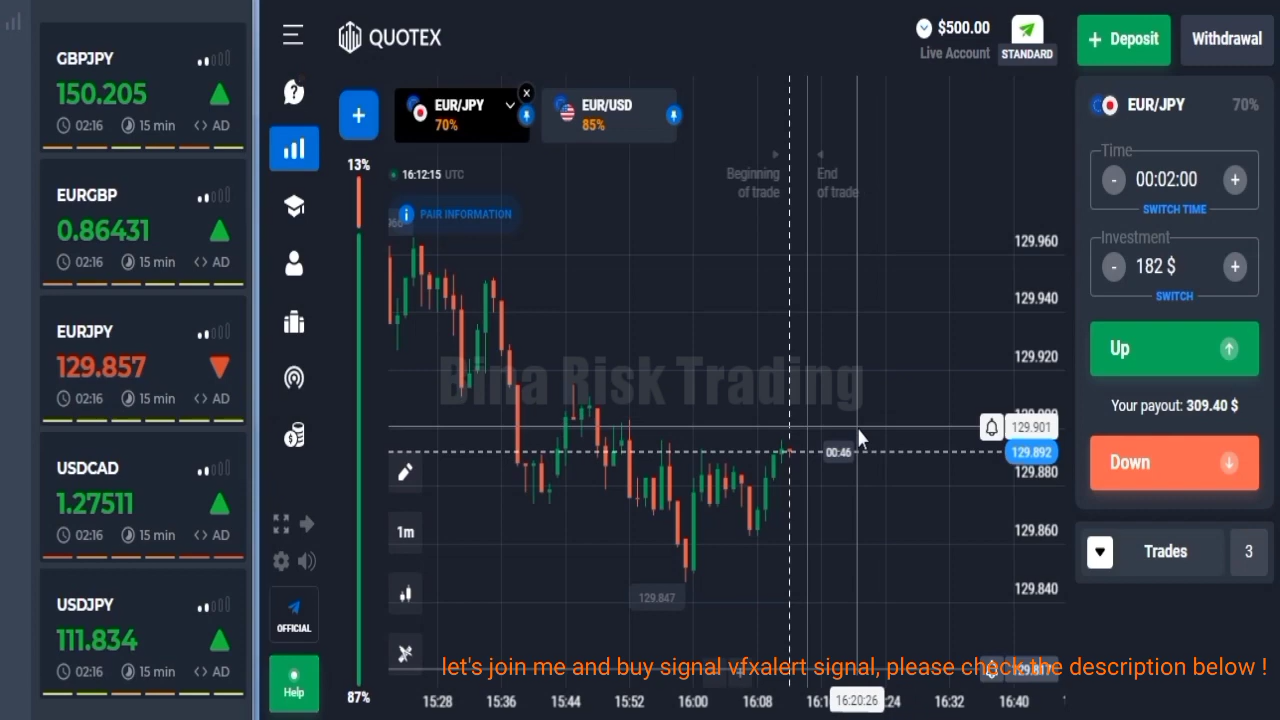 GBPJPY
150.205
02:16 15 min <> AD
EURGBP
0.86431
02:16 15 min <> AD
EURJPY
129.857
02:16 15 min <> AD
USDCAD
1.27511
02:16 15 min <> AD
USDJPY
111.834
02:16 15 min <> AD
QUOTEX
$500.00
Live Account
STANDARD
+ Deposit
Withdrawal
EUR/JPY
70%
EUR/USD
85%
13%
16:12:15 UTC
PAIR INFORMATION
Beginning
of trade
End
of trade
129.960
129.940
129.920
129.901
129.892
129.880
129.860
129.840
00:46
Bina Risk Trading
1m
129.847
87%
15:28 15:36 15:44 15:52 16:00 16:08 16:20:26 16:32 16:40
OFFICIAL
Help
EUR/JPY 70%
Time
- 00:02:00 +
SWITCH TIME
Investment
- 182 $ +
SWITCH
Up
Your payout: 309.40 $
Down
Trades 3
let's join me and buy signal vfxalert signal, please check the description below !